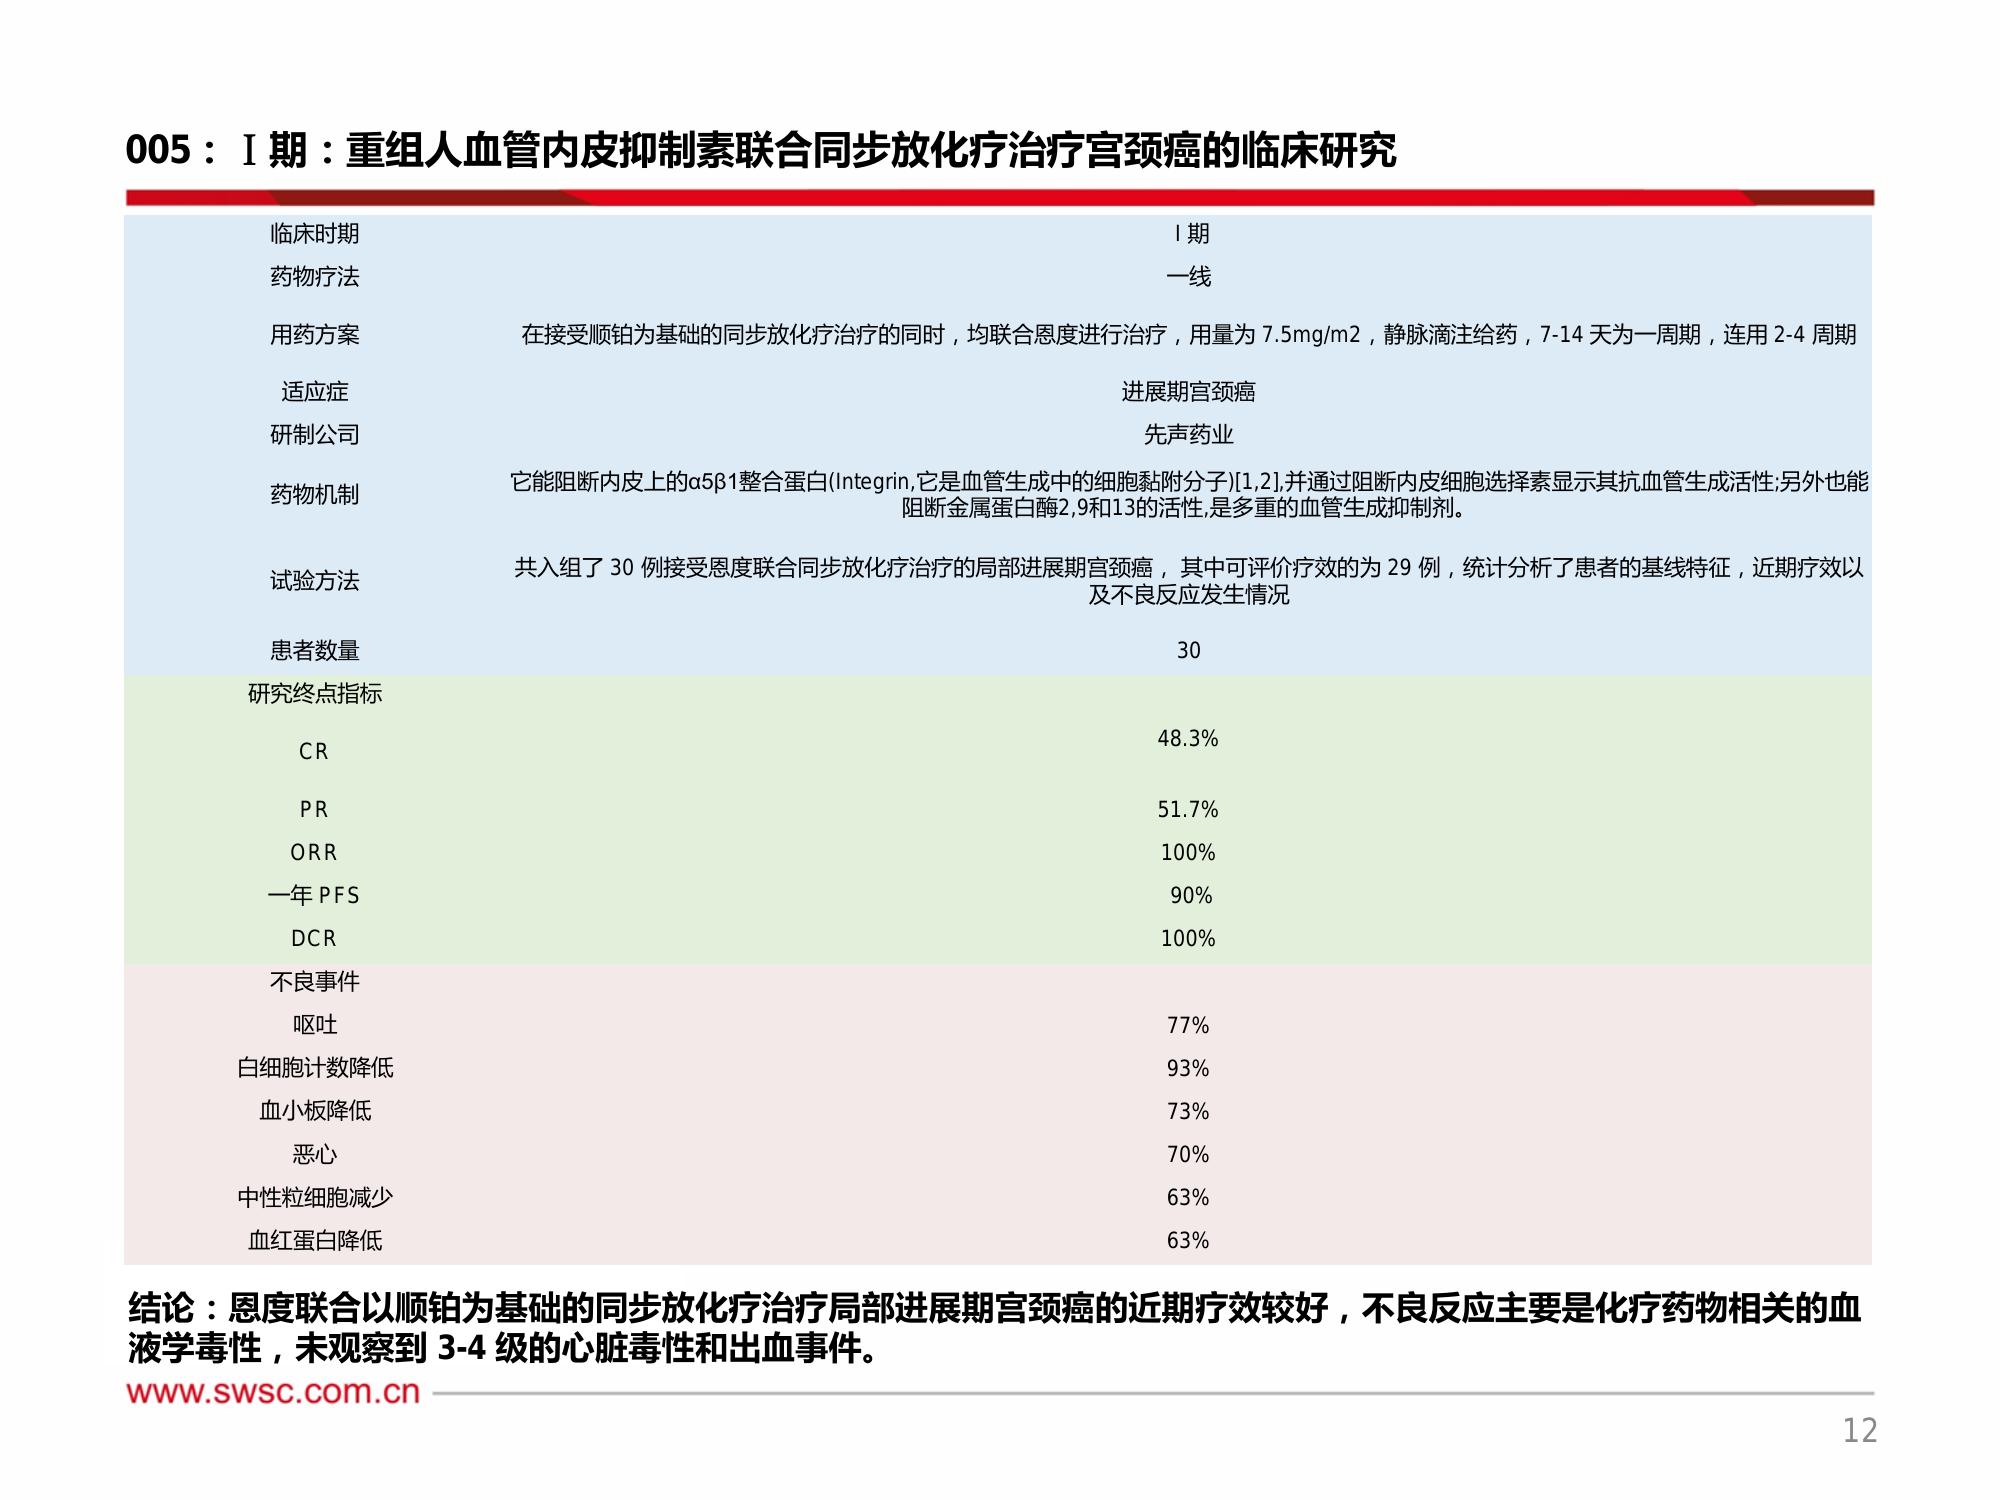 005：Ⅰ期：重组人血管内皮抑制素联合同步放化疗治疗宫颈癌的临床研究
临床时期 I 期
药物疗法 一线
用药方案 在接受顺铂为基础的同步放化疗治疗的同时，均联合恩度进行治疗，用量为 7.5mg/m2，静脉滴注给药，7-14 天为一周期，连用 2-4 周期
适应症 进展期宫颈癌
研制公司 先声药业
药物机制 它能阻断内皮上的α5β1整合蛋白(Integrin,它是血管生成中的细胞黏附分子)[1,2],并通过阻断内皮细胞选择素显示其抗血管生成活性;另外也能
阻断金属蛋白酶2,9和13的活性,是多重的血管生成抑制剂。
试验方法 共入组了 30 例接受恩度联合同步放化疗治疗的局部进展期宫颈癌， 其中可评价疗效的为 29 例，统计分析了患者的基线特征，近期疗效以
及不良反应发生情况
患者数量 30
研究终点指标
CR 48.3%
PR 51.7%
ORR 100%
一年 PFS 90%
DCR 100%
不良事件
呕吐 77%
白细胞计数降低 93%
血小板降低 73%
恶心 70%
中性粒细胞减少 63%
血红蛋白降低 63%
结论：恩度联合以顺铂为基础的同步放化疗治疗局部进展期宫颈癌的近期疗效较好，不良反应主要是化疗药物相关的血
液学毒性，未观察到 3-4 级的心脏毒性和出血事件。
www.swsc.com.cn
12